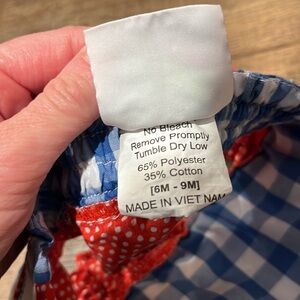 No Bleach
Remove Promptly
Tumble Dry Low
65% Polyester
35% Cotton
[6M - 9M]
MADE IN VIET NAM